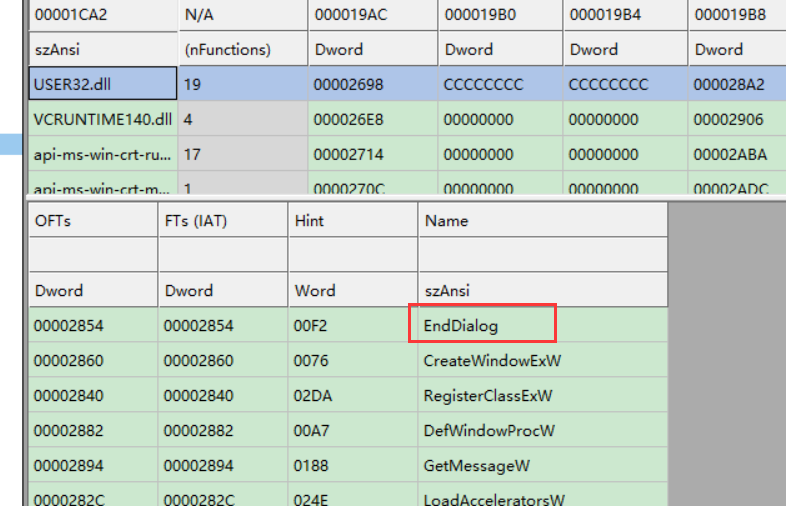 00001CA2 N/A 000019AC 000019B0 000019B4 000019B8
szAnsi (nFunctions) Dword Dword Dword Dword
USER32.dll 19 00002698 CCCCCCCC CCCCCCCC 000028A2
VCRUNTIME140.dll 4 000026E8 00000000 00000000 00002906
api-ms-win-crt-ru... 17 00002714 00000000 00000000 00002ABA
api-ms-win-crt-m... 1 0000270C 00000000 00000000 00002ADC
OFTs FTs (IAT) Hint Name
Dword Dword Word szAnsi
00002854 00002854 00F2 EndDialog
00002860 00002860 0076 CreateWindowExW
00002840 00002840 02DA RegisterClassExW
00002882 00002882 00A7 DefWindowProcW
00002894 00002894 0188 GetMessageW
0000282C 0000282C 024E LoadAcceleratorsW